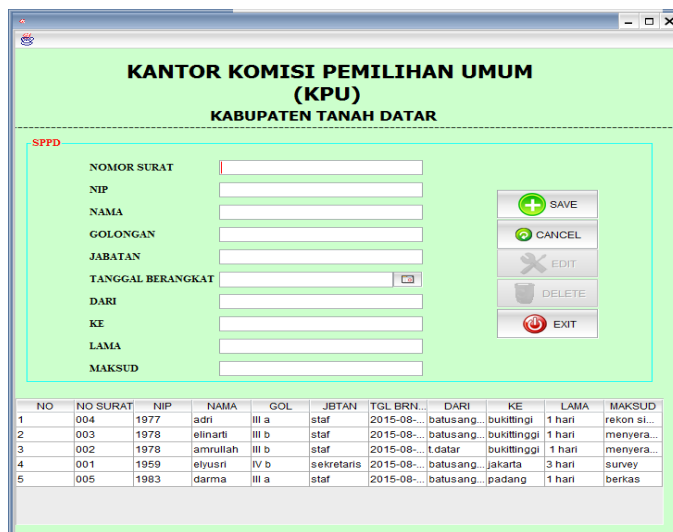 KANTOR KOMISI PEMILIHAN UMUM
(KPU)
KABUPATEN TANAH DATAR
SPPD
NOMOR SURAT
NIP
NAMA
GOLONGAN
JABATAN
TANGGAL BERANGKAT
DARI
KE
LAMA
MAKSUD
SAVE
CANCEL
EDIT
DELETE
EXIT
NO NO SURAT NIP NAMA GOL JBTAN TGL BRN... DARI KE LAMA MAKSUD
1 004 1977 adri III a staf 2015-08-... batusang... bukittingi 1 hari rekon si...
2 003 1978 elinarti III b staf 2015-08-... batusang... bukittinggi 1 hari menyera...
3 002 1978 amrullah III b staf 2015-08-... t.datar bukittinggi 1 hari menyera...
4 001 1959 elyusri IV b sekretaris 2015-08-... batusang... jakarta 3 hari survey
5 005 1983 darma III a staf 2015-08-... batusang... padang 1 hari berkas